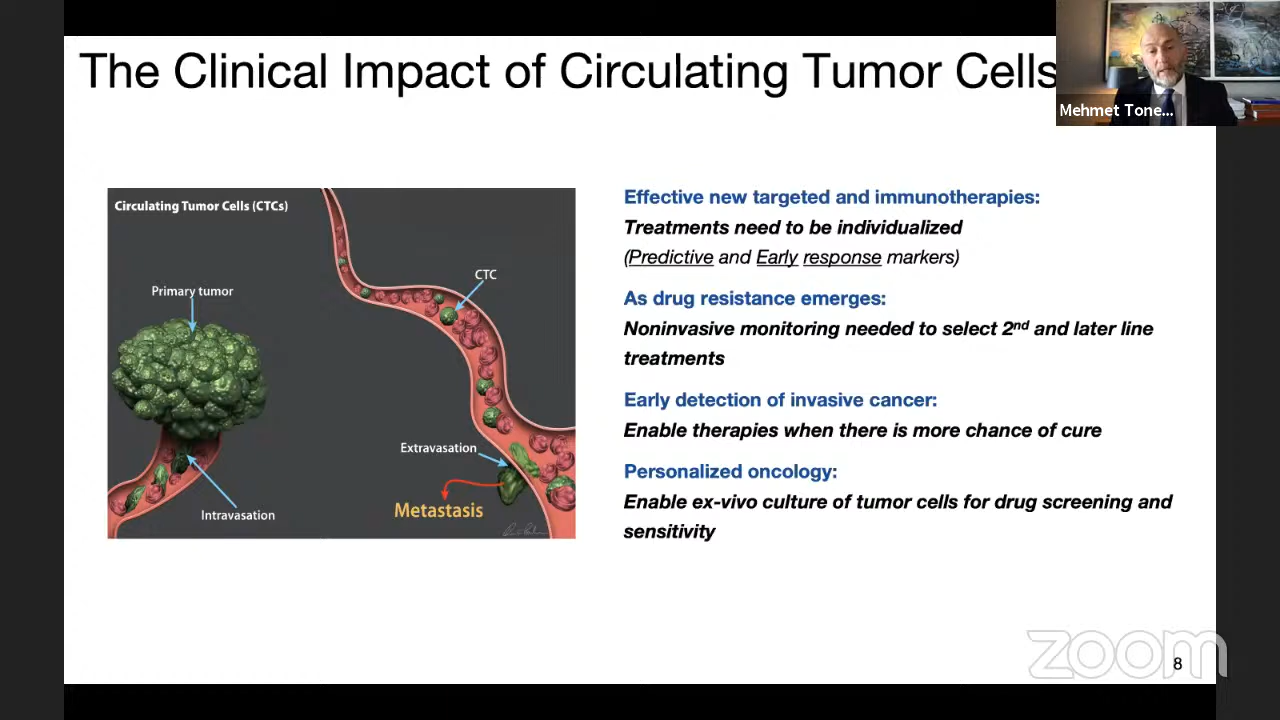 The Clinical Impact of Circulating Tumor Cells
Mehmet Tone...
Circulating Tumor Cells (CTCs)
Primary tumor
CTC
Extravasation
Metastasis
Intravasation
Effective new targeted and immunotherapies:
Treatments need to be individualized
(Predictive and Early response markers)
As drug resistance emerges:
Noninvasive monitoring needed to select 2nd and later line
treatments
Early detection of invasive cancer:
Enable therapies when there is more chance of cure
Personalized oncology:
Enable ex-vivo culture of tumor cells for drug screening and
sensitivity
zoom
8